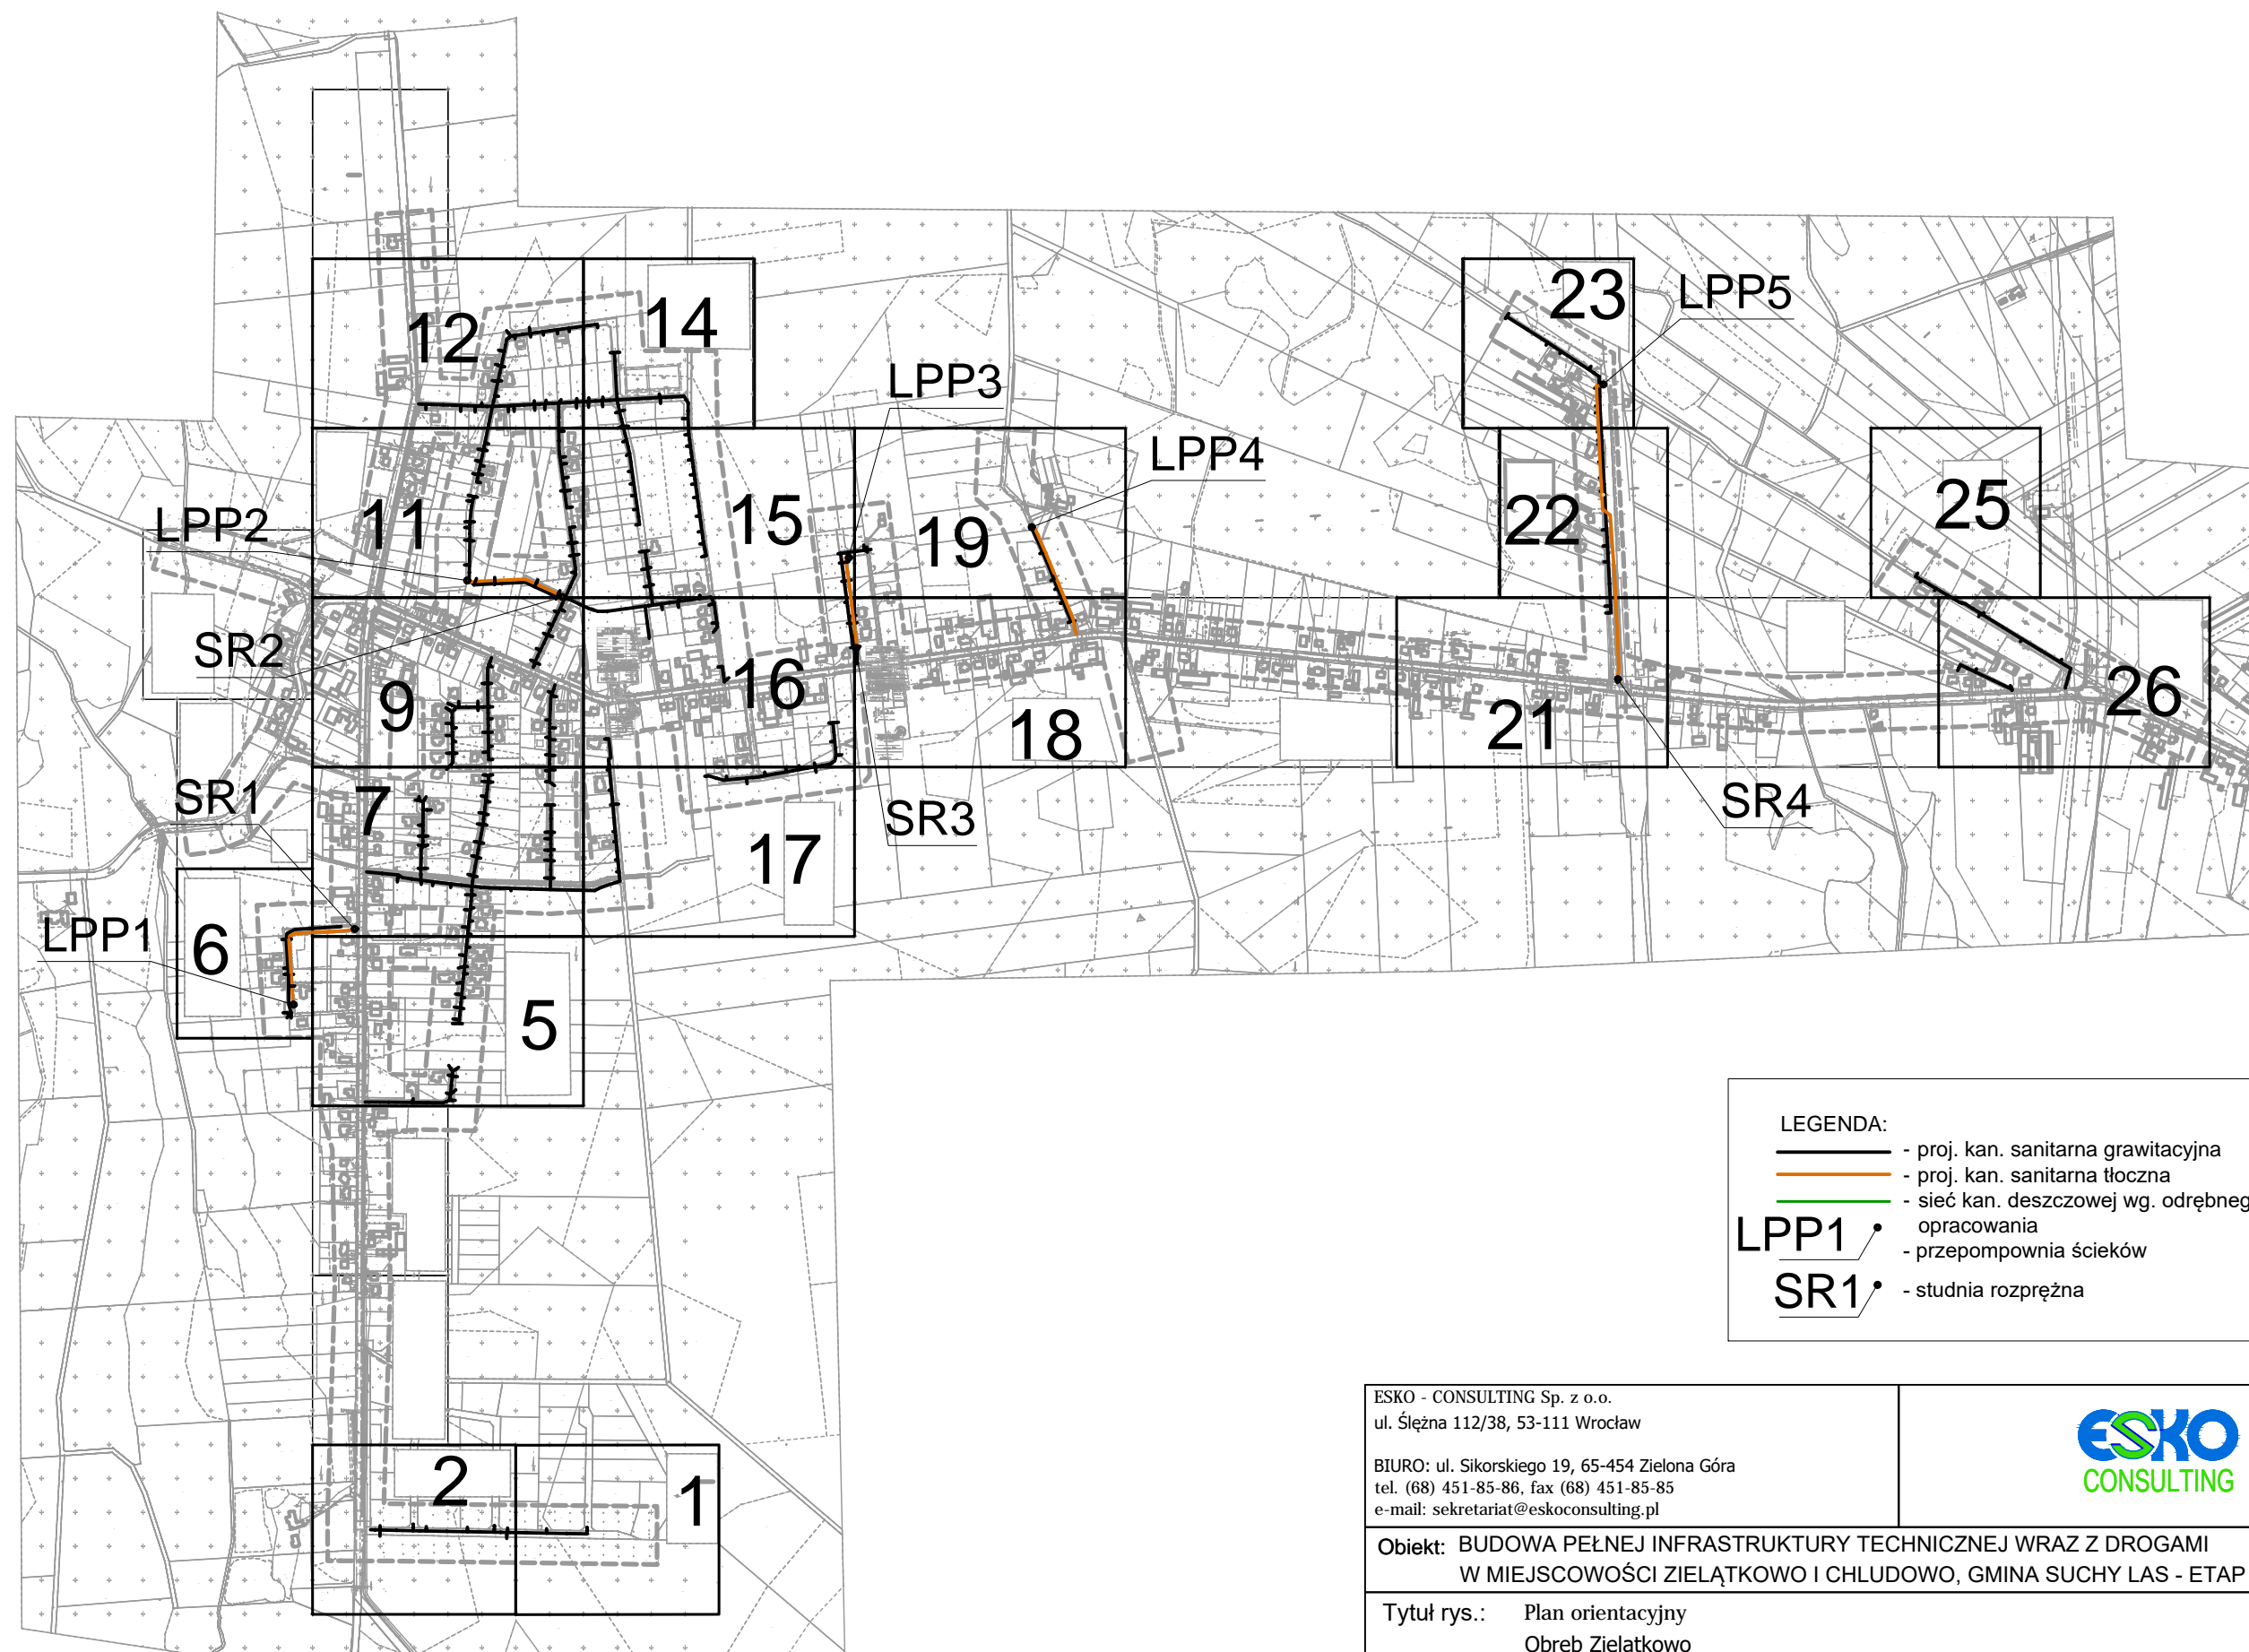 23
LPP5
14
12
LPP3
LPP4
25
15
11
22
19
LPP2
SR2
16
26
9
21
18
SR1
SR4
7
SR3
17
LPP1
6
5
LEGENDA:
- proj. kan. sanitarna grawitacyjna
- proj. kan. sanitarna tłoczna
- sieć kan. deszczowej wg. odrębneg
opracowania
LPP1
- przepompownia ścieków
SR1 - studnia rozprężna
ESKO - CONSULTING Sp. z o.o.
ul. Ślężna 112/38, 53-111 Wrocław
ESKO
CONSULTING
BIURO: ul. Sikorskiego 19, 65-454 Zielona Góra
tel. (68) 451-85-86, fax (68) 451-85-85
e-mail: sekretariat@eskoconsulting.pl
2
1
Obiekt: BUDOWA PEŁNEJ INFRASTRUKTURY TECHNICZNEJ WRAZ Z DROGAMI
W MIEJSCOWOŚCI ZIELĄTKOWO I CHLUDOWO, GMINA SUCHY LAS - ETAP
Tytuł rys.: Plan orientacyjny
Obręb Zielątkowo